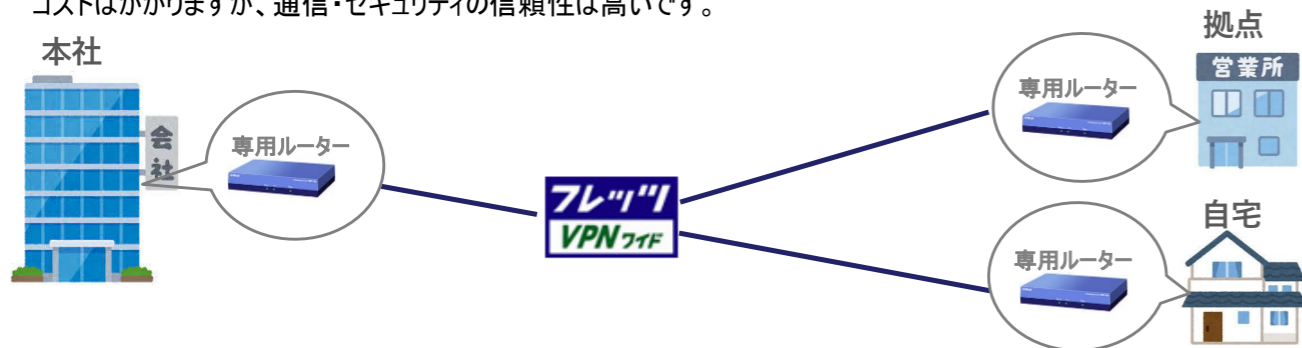 コストはかかりますが、通信・セキュリティの信頼性は高いです。
本社
会社
専用ルーター
フレッツ
VPNワイド
専用ルーター
拠点
営業所
専用ルーター
自宅